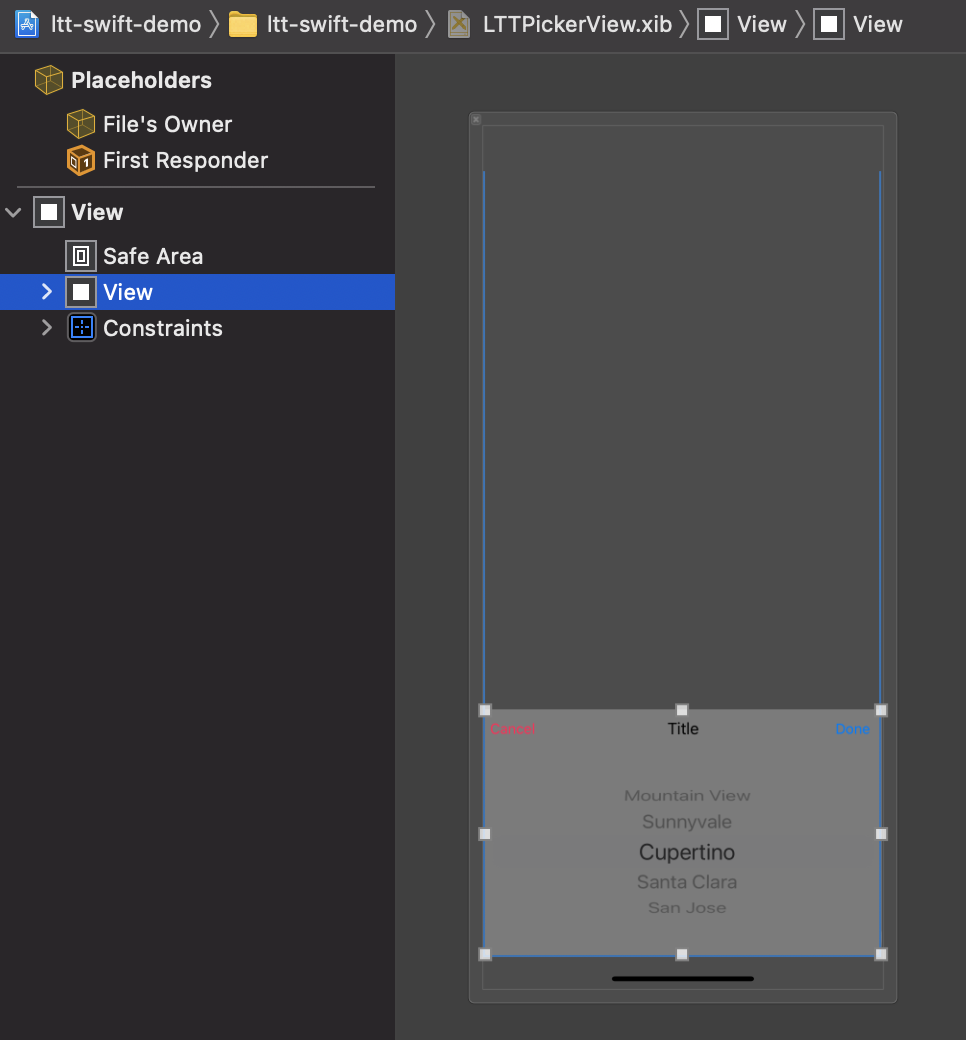 ltt-swift-demo ltt-swift-demo LTTPickerView.xib View View
Placeholders
File's Owner
First Responder
View
Safe Area
View
Constraints
Cancel Title Done
Mountain View
Sunnyvale
Cupertino
Santa Clara
San Jose